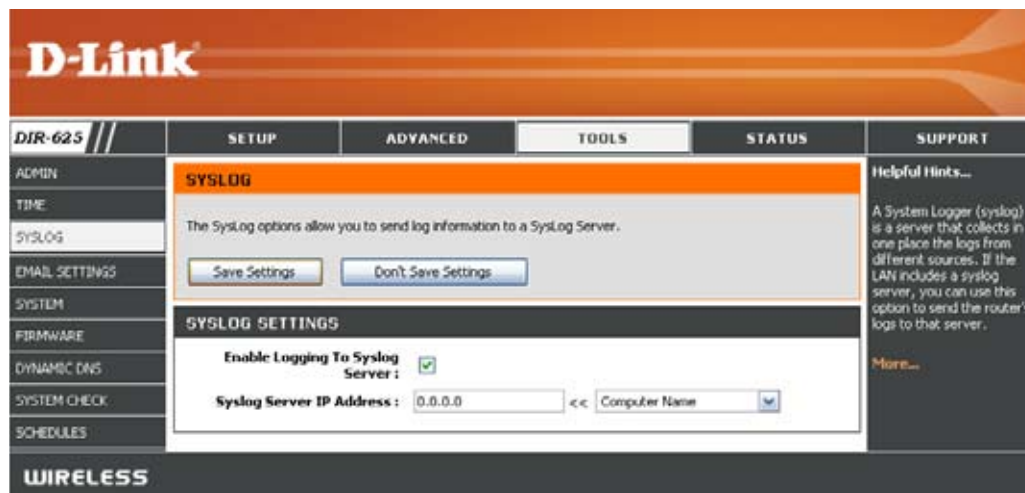 D-Link
DIR-625
SETUP
ADVANCED
TOOLS
STATUS
SUPPORT
ADMIN
TIME
SYSLOG
EMAIL SETTINGS
SYSTEM
FIRMWARE
DYNAMIC DNS
SYSTEM CHECK
SCHEDULES
SYSLOG
The SysLog options allow you to send log information to a SysLog Server.
Save Settings
Don't Save Settings
SYSLOG SETTINGS
Enable Logging To Syslog
Server :
Syslog Server IP Address : 0.0.0.0 << Computer Name
Helpful Hints...
A System Logger (syslog)
is a server that collects in
one place the logs from
different sources. If the
LAN includes a syslog
server, you can use this
option to send the router'
logs to that server.
More...
WIRELESS